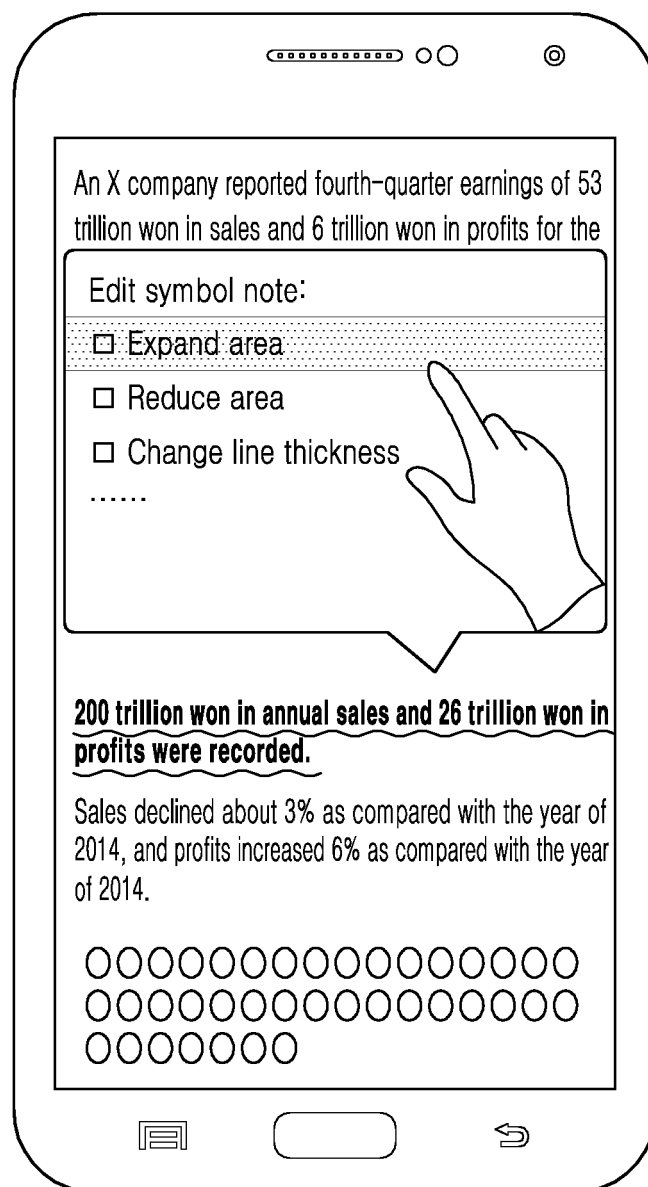 An X company reported fourth-quarter earnings of 53
trillion won in sales and 6 trillion won in profits for the
Edit symbol note:
☐ Expand area
☐ Reduce area
☐ Change line thickness
......
200 trillion won in annual sales and 26 trillion won in
profits were recorded.
Sales declined about 3% as compared with the year of
2014, and profits increased 6% as compared with the year
of 2014.
OOOOOOOOOOOOOOOO
OOOOOOOOOOOOOOOO
OOOOOOO